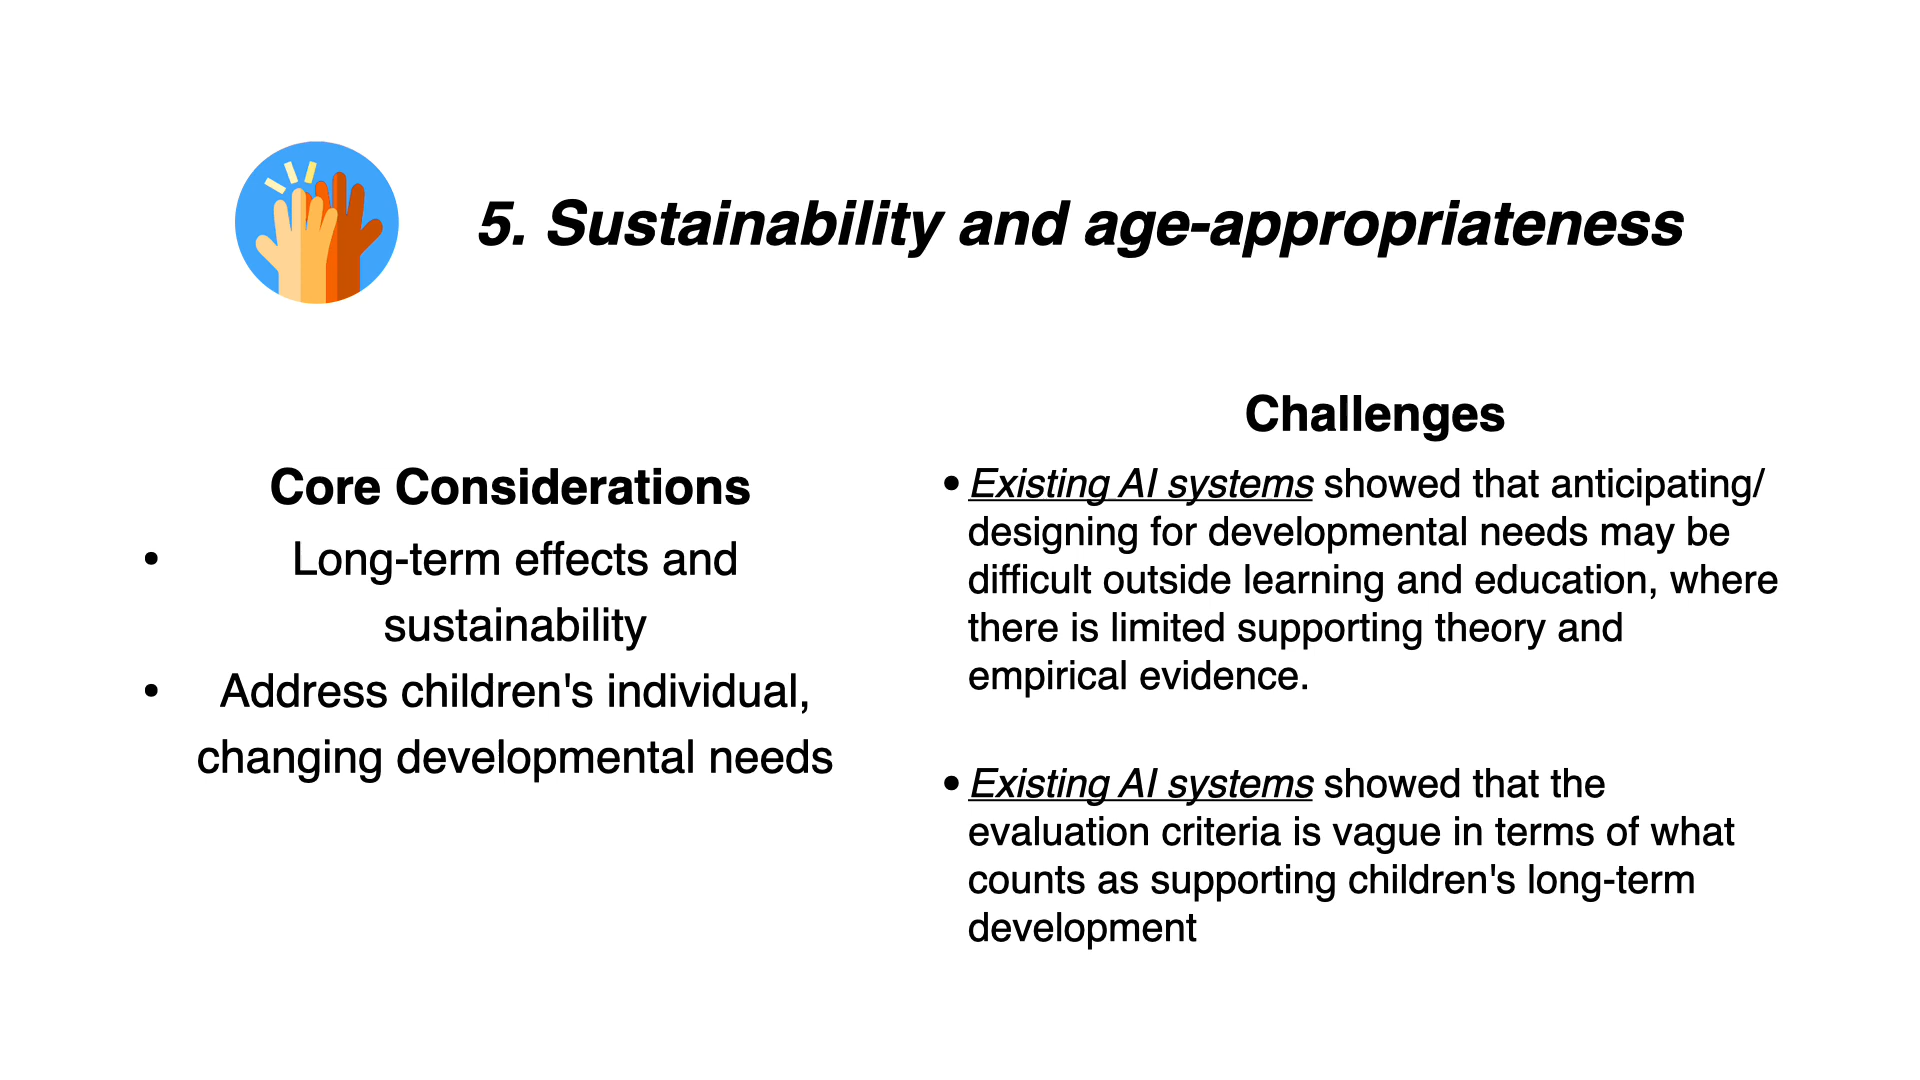 5. Sustainability and age-appropriateness
Core Considerations
• Long-term effects and
sustainability
• Address children's individual,
changing developmental needs
Challenges
• Existing AI systems showed that anticipating/
designing for developmental needs may be
difficult outside learning and education, where
there is limited supporting theory and
empirical evidence.
• Existing AI systems showed that the
evaluation criteria is vague in terms of what
counts as supporting children's long-term
development